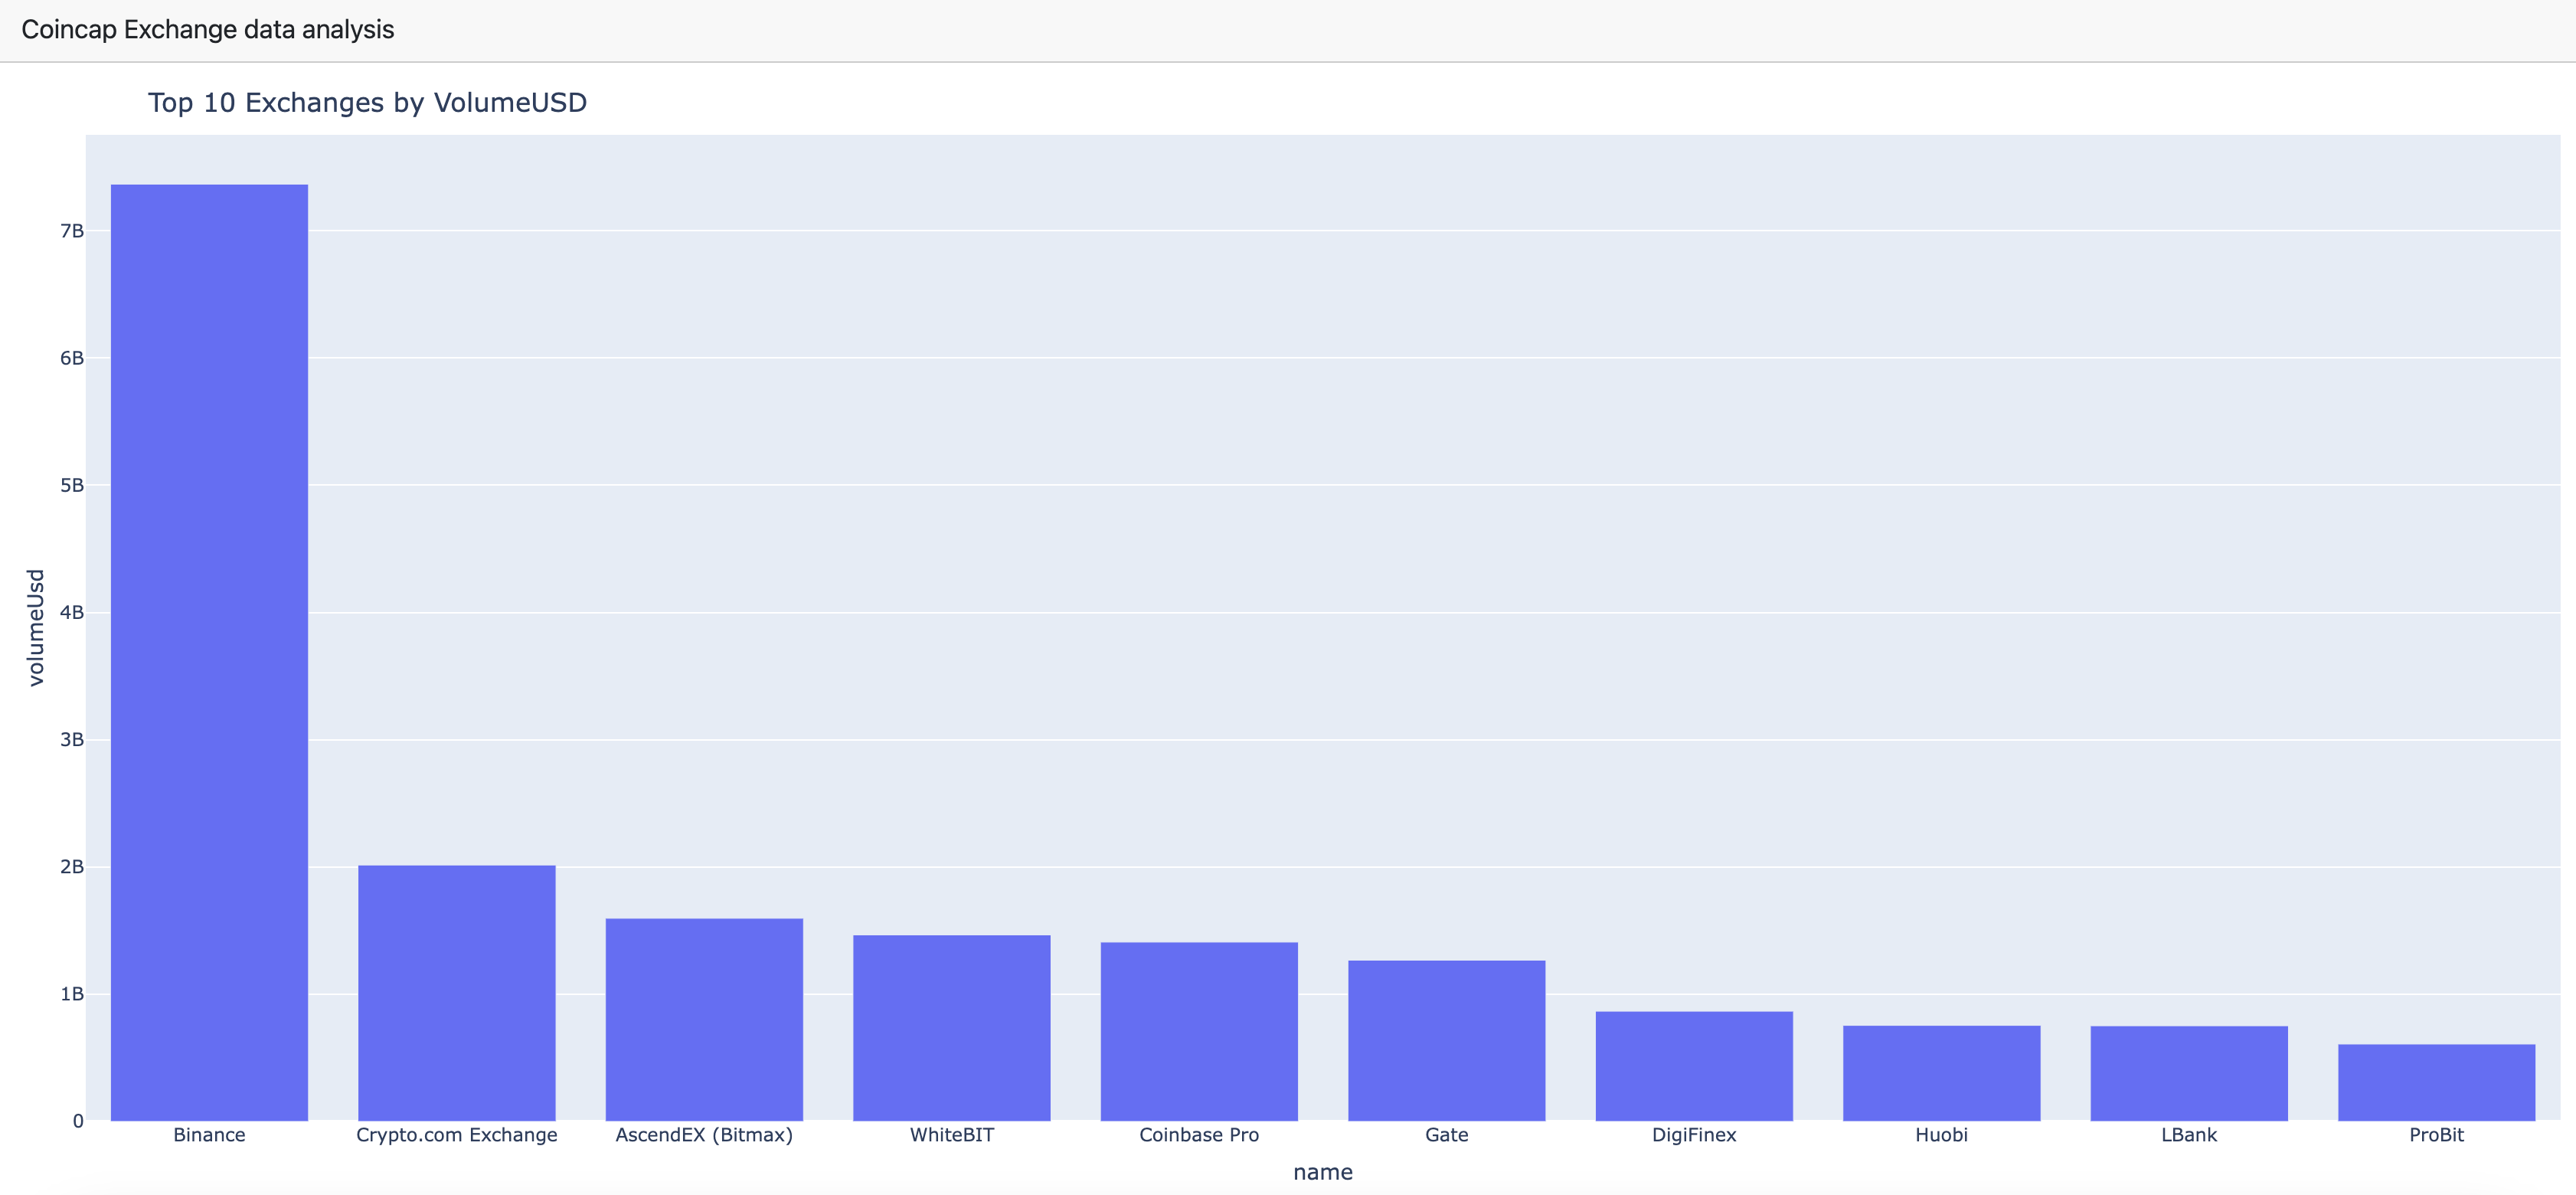 Coincap Exchange data analysis
Top 10 Exchanges by VolumeUSD
volumeUsd
7B
6B
5B
4B
3B
2B
1B
0
Binance
Crypto.com Exchange
AscendEX (Bitmax)
WhiteBIT
Coinbase Pro
Gate
DigiFinex
Huobi
LBank
ProBit
name